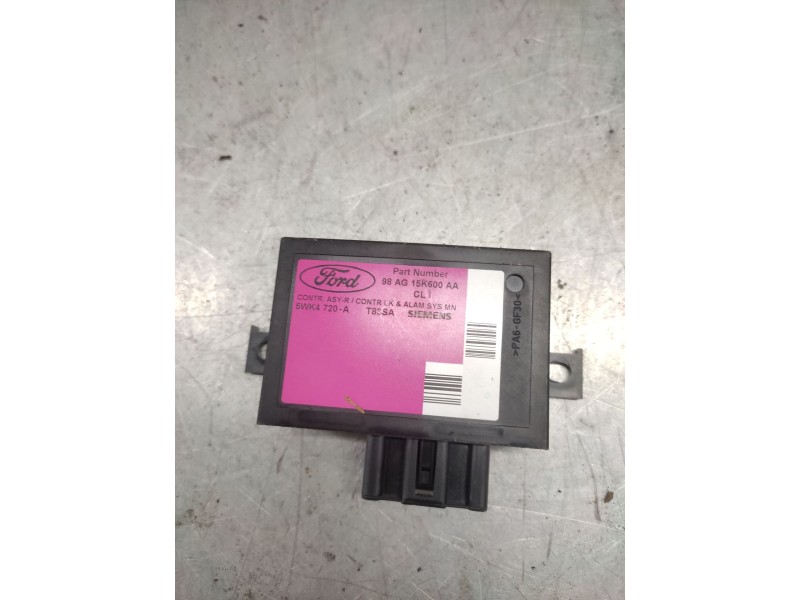 Ford
Part Number
98 AG 15K600 AA
CL I
CONTR. ASY-R / CONTR LK & ALAM SYS MN
5WK4 720-A T83SA SIEMENS
>PA6-GF30<